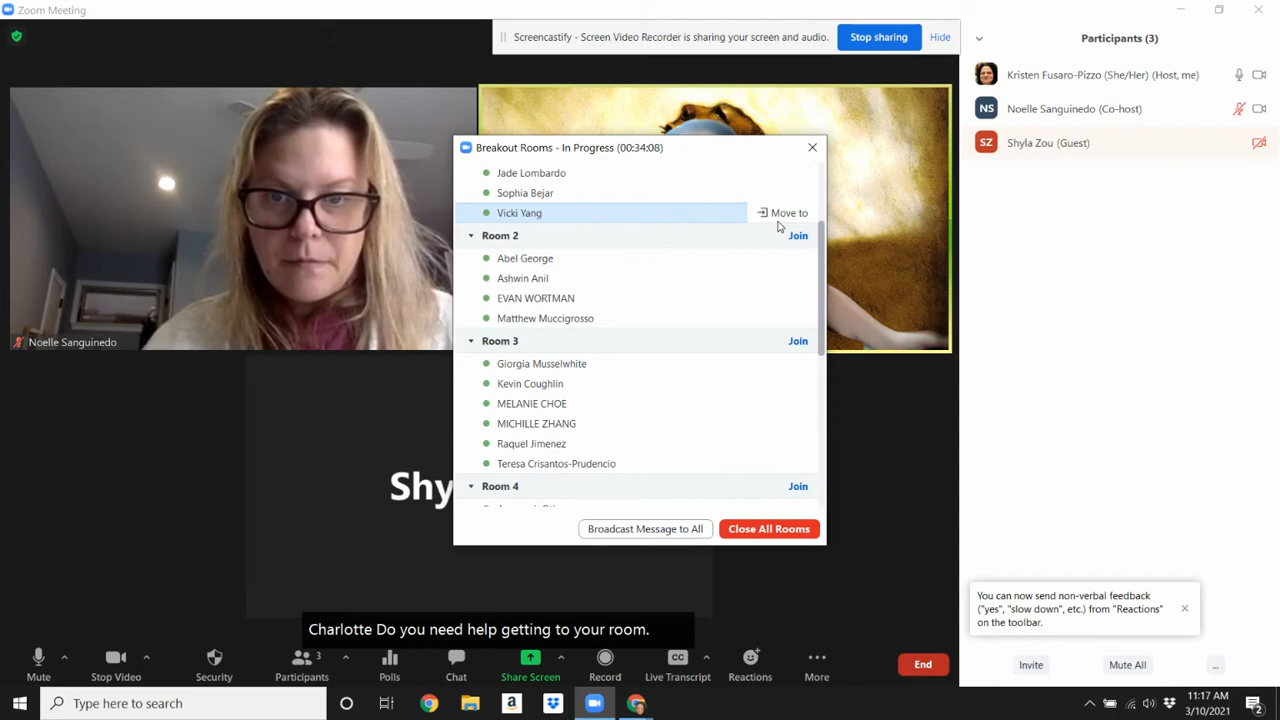 Zoom Meeting
Screencastify - Screen Video Recorder is sharing your screen and audio.
Stop sharing
Hide
Participants (3)
Kristen Fusaro-Pizzo (She/Her) (Host, me)
NS
Noelle Sanguinedo (Co-host)
SZ
Shyla Zou (Guest)
Breakout Rooms - In Progress (00:34:08)
Jade Lombardo
Sophia Bejar
Vicki Yang
Move to
Room 2
Join
Abel George
Ashwin Anil
EVAN WORTMAN
Matthew Muccigrosso
Room 3
Join
Giorgia Musselwhite
Kevin Coughlin
MELANIE CHOE
MICHILLE ZHANG
Raquel Jimenez
Teresa Crisantos-Prudencio
Room 4
Join
Broadcast Message to All
Close All Rooms
Noelle Sanguinedo
Shy
Charlotte Do you need help getting to your room.
You can now send non-verbal feedback
("yes", "slow down", etc.) from "Reactions"
on the toolbar.
Mute
Stop Video
Security
3
Participants
Polls
Chat
Share Screen
Record
CC
Live Transcript
Reactions
More
End
Invite
Mute All
...
Type here to search
11:17 AM
3/10/2021
2